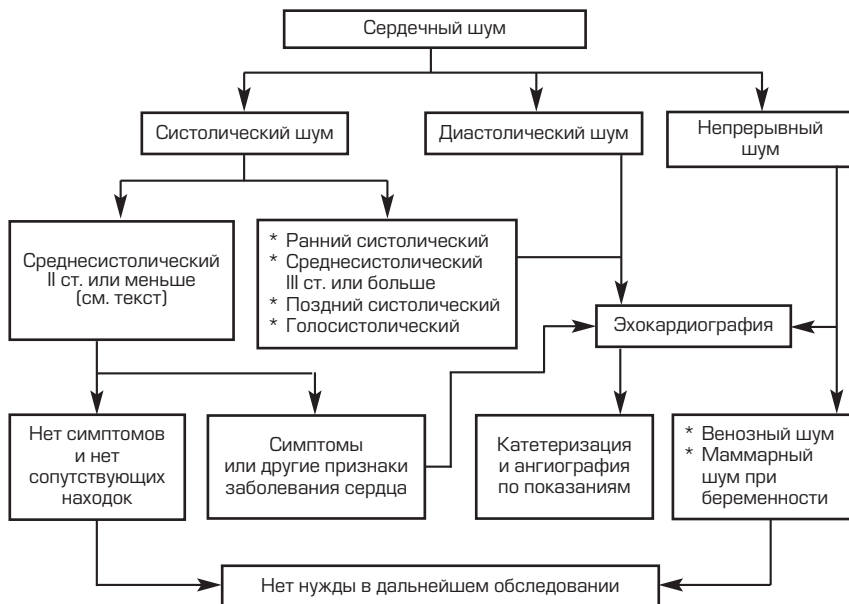 Сердечный шум
Систолический шум
Диастолический шум
Непрерывный
шум
Среднесистолический
II ст. или меньше
(см. текст)
* Ранний систолический
* Среднесистолический
III ст. или больше
* Поздний систолический
* Голосистолический
Эхокардиография
Нет симптомов
и нет
сопутствующих
находок
Симптомы
или другие признаки
заболевания сердца
Катетеризация
и ангиография
по показаниям
* Венозный шум
* Маммарный
шум при
беременности
Нет нужды в дальнейшем обследовании